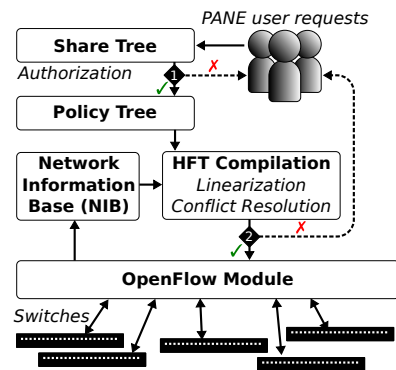 PANE user requests
Share Tree
Authorization
1
✗
✓
Policy Tree
Network
Information
Base (NIB)
HFT Compilation
Linearization
Conflict Resolution
✗
2
✓
OpenFlow Module
Switches